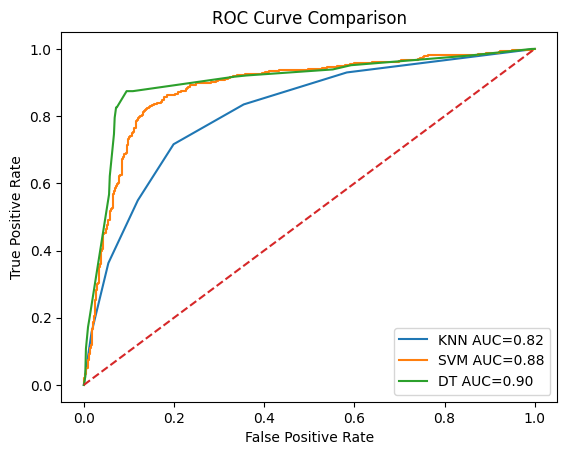 ROC Curve Comparison
True Positive Rate
1.0
0.8
0.6
0.4
0.2
0.0
KNN AUC=0.82
SVM AUC=0.88
DT AUC=0.90
0.0 0.2 0.4 0.6 0.8 1.0
False Positive Rate